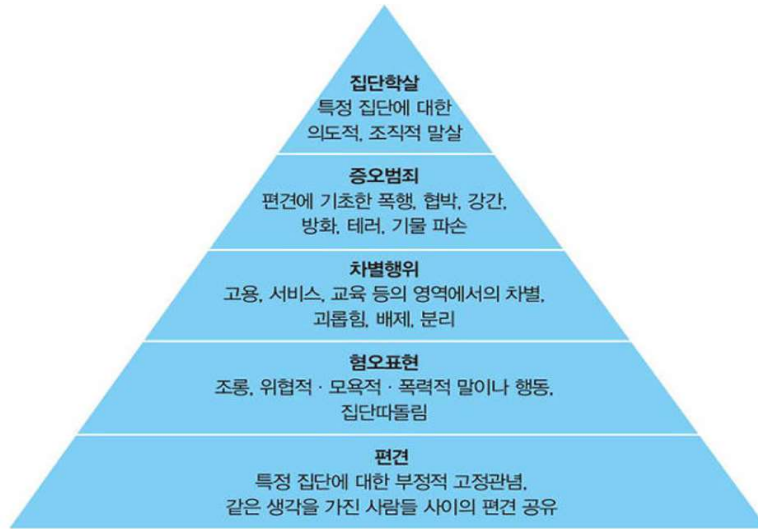 집단학살
특정 집단에 대한
의도적, 조직적 말살
증오범죄
편견에 기초한 폭행, 협박, 강간,
방화, 테러, 기물 파손
차별행위
고용, 서비스, 교육 등의 영역에서의 차별,
괴롭힘, 배제, 분리
혐오표현
조롱, 위협적 · 모욕적 · 폭력적 말이나 행동,
집단따돌림
편견
특정 집단에 대한 부정적 고정관념,
같은 생각을 가진 사람들 사이의 편견 공유